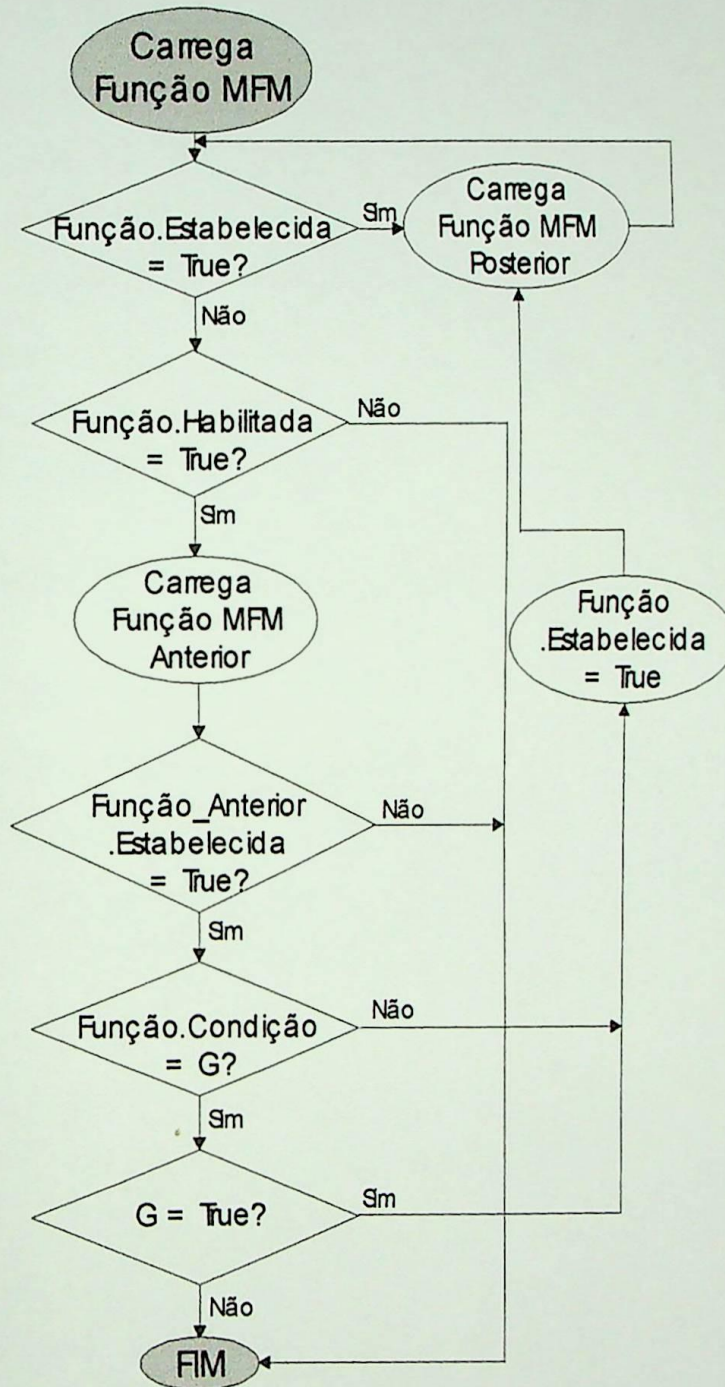 Carrega
Função MFM
Função.Estabelecida
= True?
Sim
Carrega
Função MFM
Posterior
Não
Função.Habilitada
= True?
Não
Sim
Carrega
Função MFM
Anterior
Função
.Estabelecida
= True
Função_Anterior
.Estabelecida
= True?
Não
Sim
Função.Condição
= G?
Não
Sim
G = True?
Sim
Não
FIM